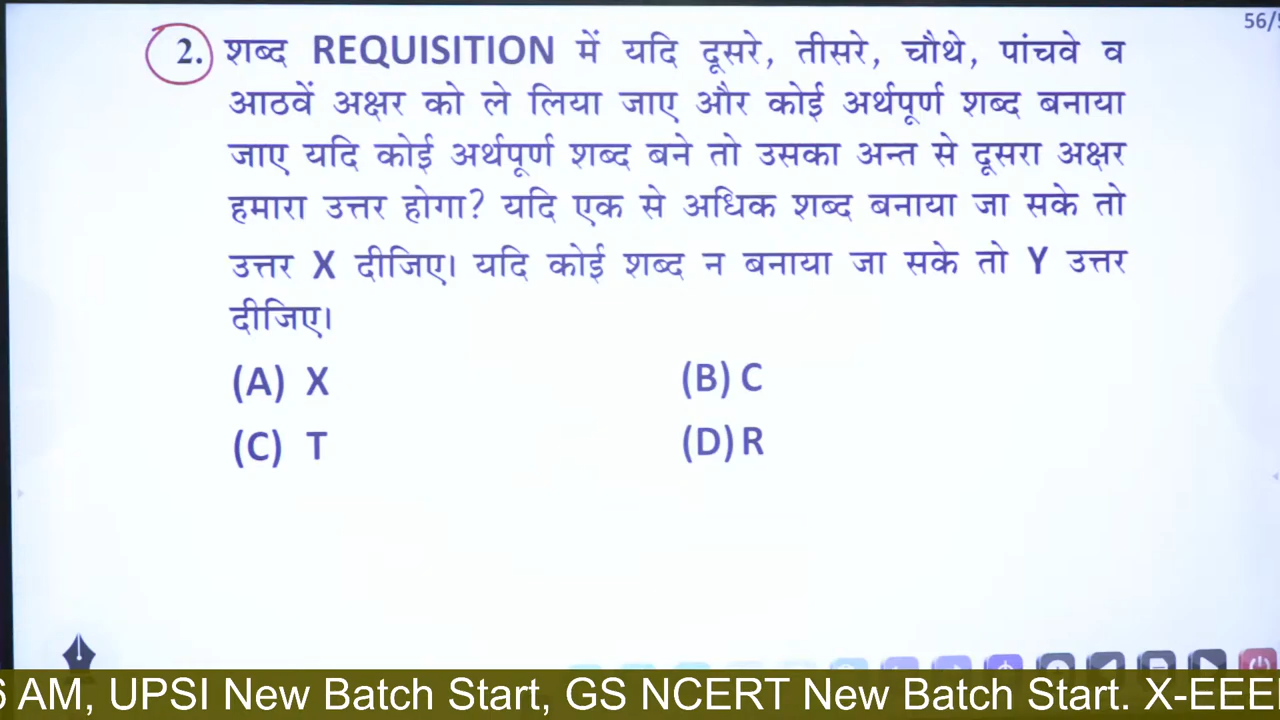 56/
2. शब्द REQUISITION में यदि दूसरे, तीसरे, चौथे, पांचवे व
आठवें अक्षर को ले लिया जाए और कोई अर्थपूर्ण शब्द बनाया
जाए यदि कोई अर्थपूर्ण शब्द बने तो उसका अन्त से दूसरा अक्षर
हमारा उत्तर होगा? यदि एक से अधिक शब्द बनाया जा सके तो
उत्तर X दीजिए। यदि कोई शब्द न बनाया जा सके तो Y उत्तर
दीजिए।
(A) X (B) C
(C) T (D) R
6 AM, UPSI New Batch Start, GS NCERT New Batch Start. X-EEE